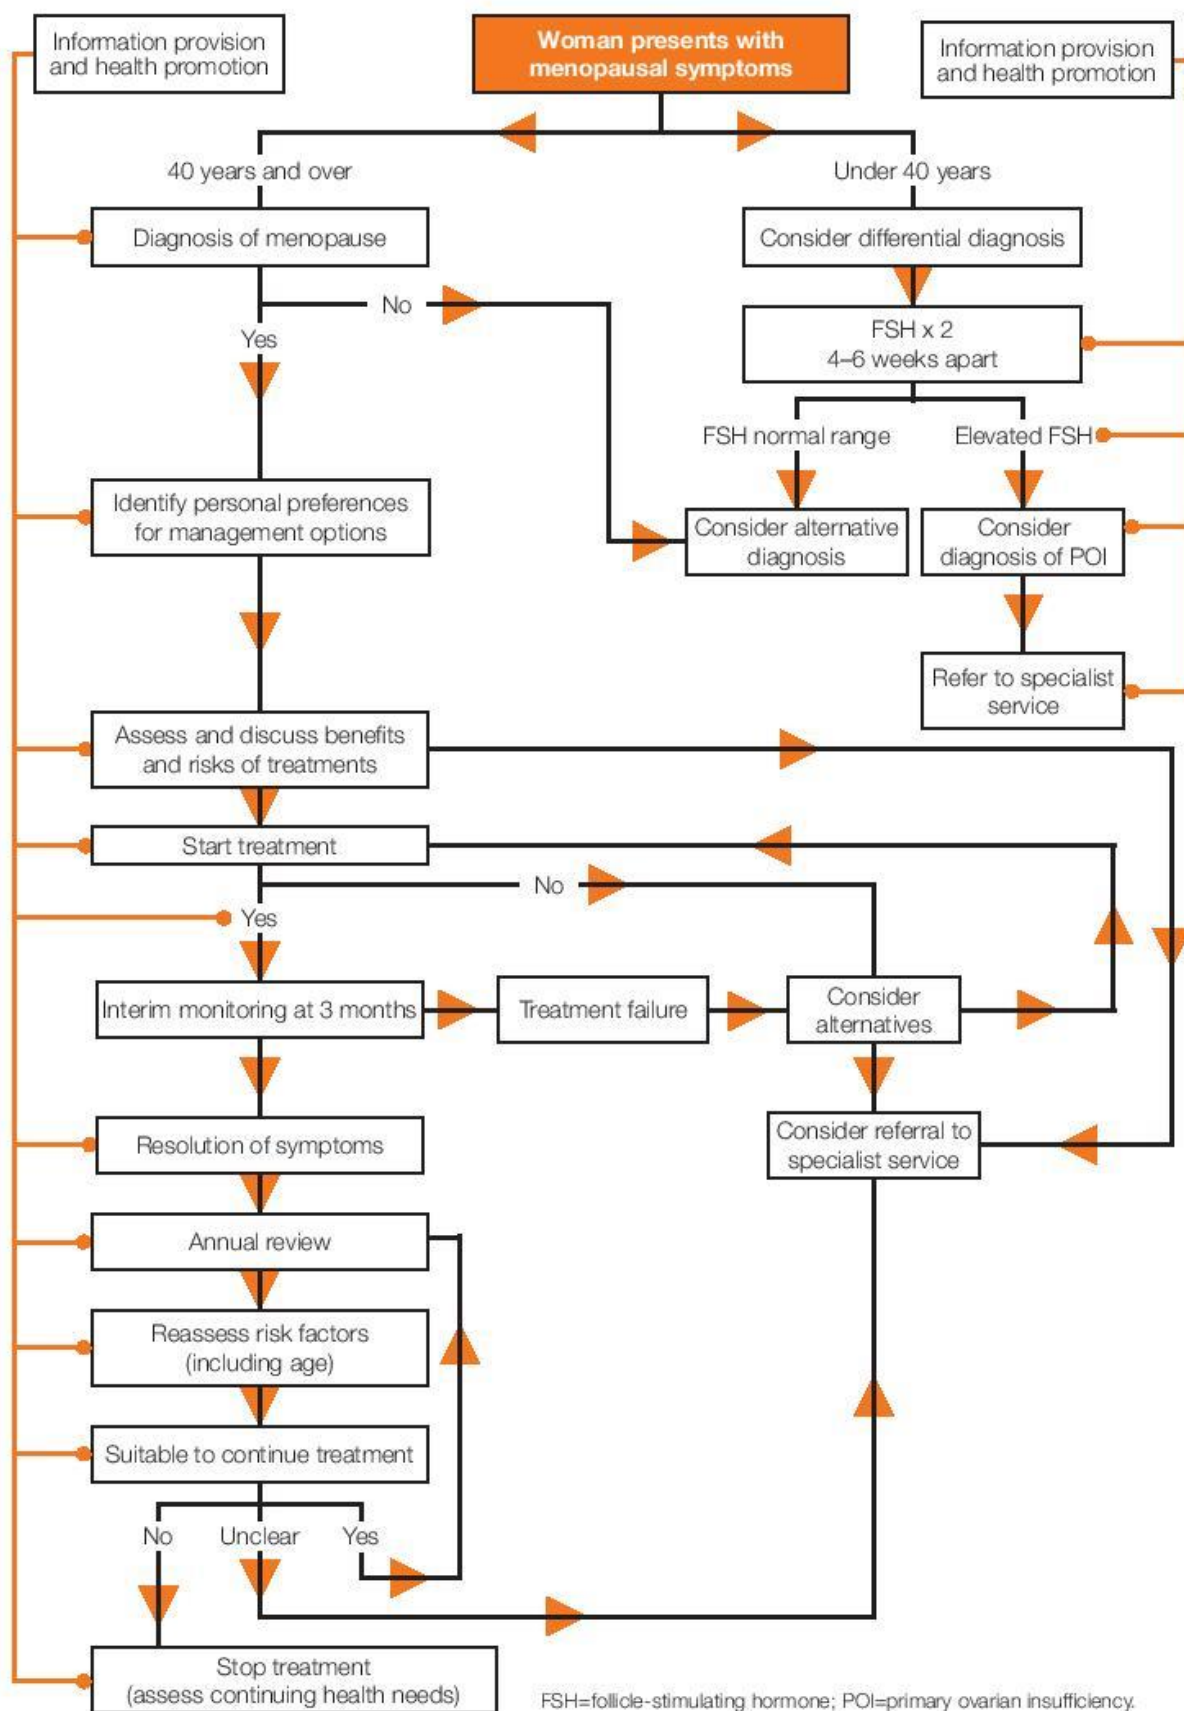 Information provision
and health promotion
Woman presents with
menopausal symptoms
Information provision
and health promotion
40 years and over
Under 40 years
Diagnosis of menopause
Consider differential diagnosis
No
Yes
FSH x 2
4–6 weeks apart
FSH normal range
Elevated FSH
Identify personal preferences
for management options
Consider alternative
diagnosis
Consider
diagnosis of POI
Refer to specialist
service
Assess and discuss benefits
and risks of treatments
Start treatment
No
Yes
Interim monitoring at 3 months
Treatment failure
Consider
alternatives
Resolution of symptoms
Consider referral to
specialist service
Annual review
Reassess risk factors
(including age)
Suitable to continue treatment
No
Unclear
Yes
Stop treatment
(assess continuing health needs)
FSH=follicle-stimulating hormone; POI=primary ovarian insufficiency.